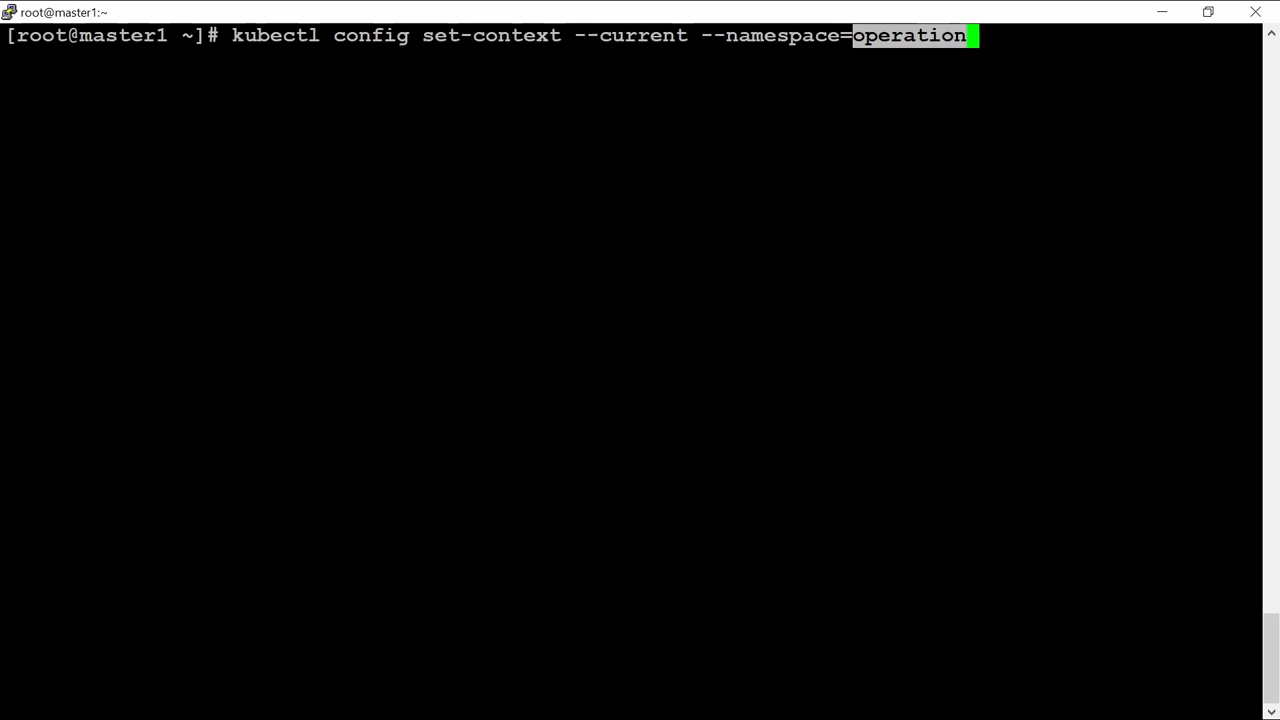 root@master1:~
[root@master1 ~]# kubectl config set-context --current --namespace=operation